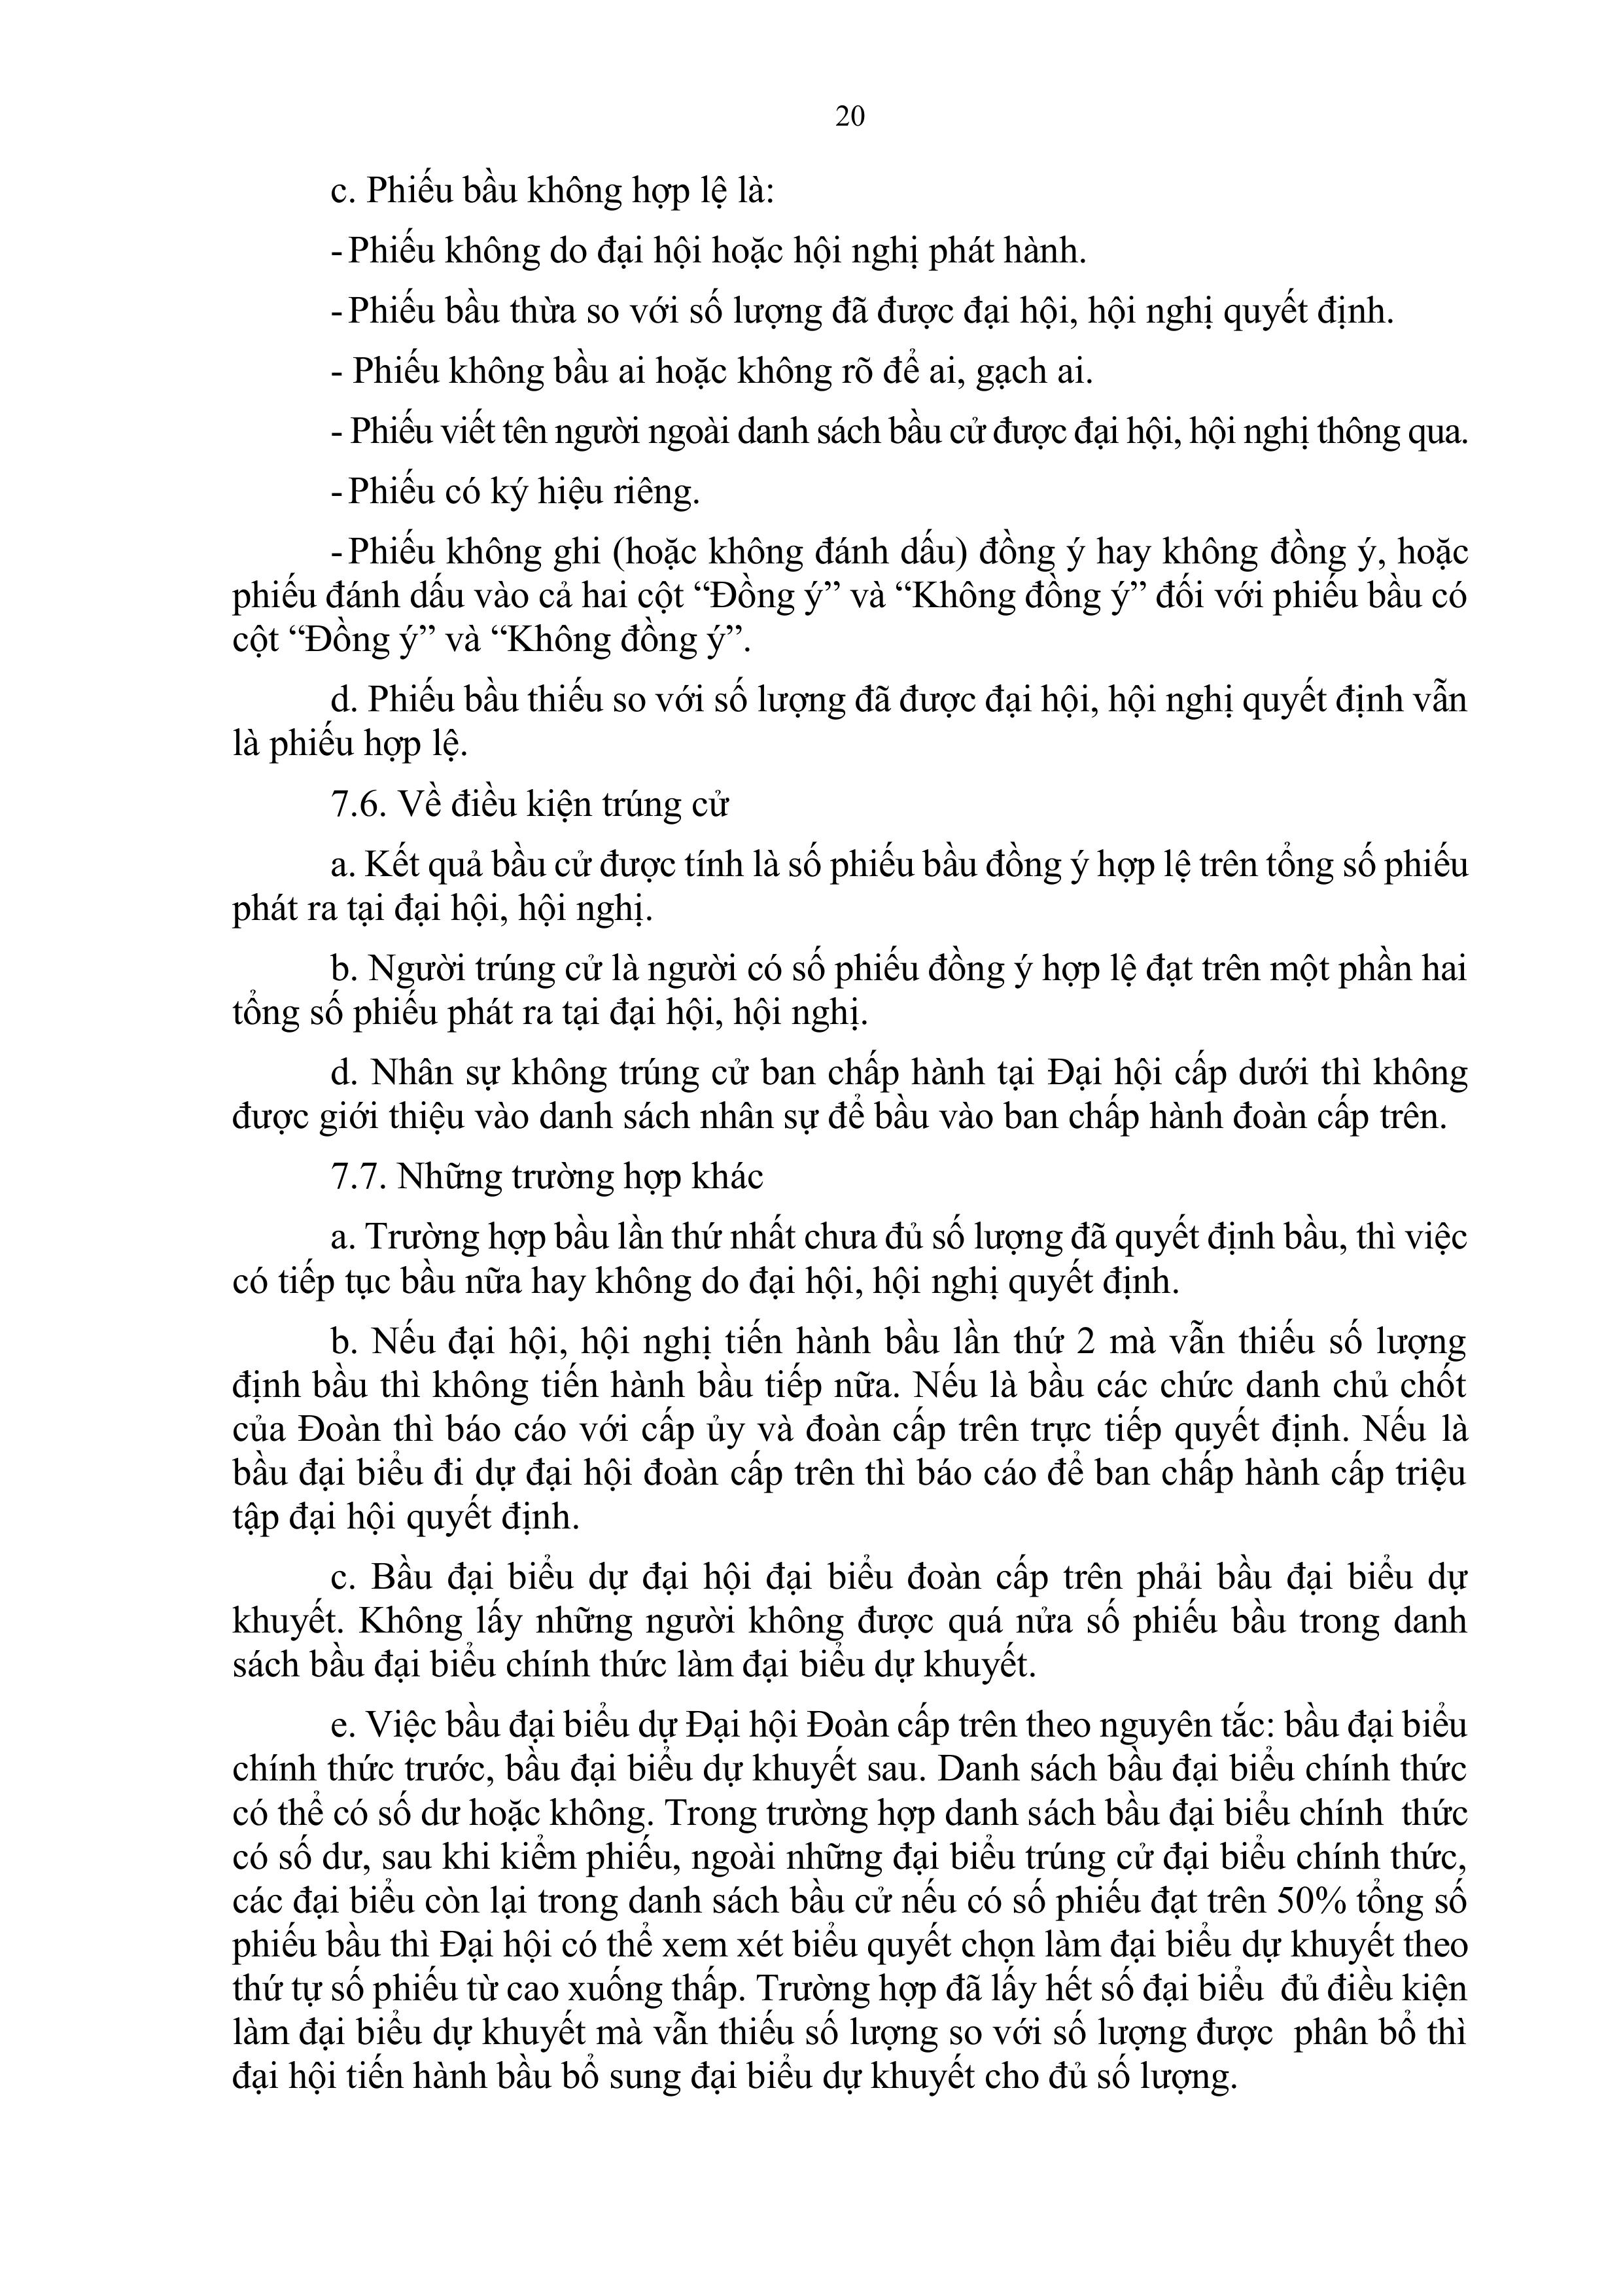 20
c. Phiếu bầu không hợp lệ là:
- Phiếu không do đại hội hoặc hội nghị phát hành.
- Phiếu bầu thừa so với số lượng đã được đại hội, hội nghị quyết định.
- Phiếu không bầu ai hoặc không rõ để ai, gạch ai.
- Phiếu viết tên người ngoài danh sách bầu cử được đại hội, hội nghị thông qua.
- Phiếu có ký hiệu riêng.
- Phiếu không ghi (hoặc không đánh dấu) đồng ý hay không đồng ý, hoặc
phiếu đánh dấu vào cả hai cột “Đồng ý” và “Không đồng ý” đối với phiếu bầu có
cột “Đồng ý” và “Không đồng ý”.
d. Phiếu bầu thiếu so với số lượng đã được đại hội, hội nghị quyết định vẫn
là phiếu hợp lệ.
7.6. Về điều kiện trúng cử
a. Kết quả bầu cử được tính là số phiếu bầu đồng ý hợp lệ trên tổng số phiếu
phát ra tại đại hội, hội nghị.
b. Người trúng cử là người có số phiếu đồng ý hợp lệ đạt trên một phần hai
tổng số phiếu phát ra tại đại hội, hội nghị.
d. Nhân sự không trúng cử ban chấp hành tại Đại hội cấp dưới thì không
được giới thiệu vào danh sách nhân sự để bầu vào ban chấp hành đoàn cấp trên.
7.7. Những trường hợp khác
a. Trường hợp bầu lần thứ nhất chưa đủ số lượng đã quyết định bầu, thì việc
có tiếp tục bầu nữa hay không do đại hội, hội nghị quyết định.
b. Nếu đại hội, hội nghị tiến hành bầu lần thứ 2 mà vẫn thiếu số lượng
định bầu thì không tiến hành bầu tiếp nữa. Nếu là bầu các chức danh chủ chốt
của Đoàn thì báo cáo với cấp ủy và đoàn cấp trên trực tiếp quyết định. Nếu là
bầu đại biểu đi dự đại hội đoàn cấp trên thì báo cáo để ban chấp hành cấp triệu
tập đại hội quyết định.
c. Bầu đại biểu dự đại hội đại biểu đoàn cấp trên phải bầu đại biểu dự
khuyết. Không lấy những người không được quá nửa số phiếu bầu trong danh
sách bầu đại biểu chính thức làm đại biểu dự khuyết.
e. Việc bầu đại biểu dự Đại hội Đoàn cấp trên theo nguyên tắc: bầu đại biểu
chính thức trước, bầu đại biểu dự khuyết sau. Danh sách bầu đại biểu chính thức
có thể có số dư hoặc không. Trong trường hợp danh sách bầu đại biểu chính thức
có số dư, sau khi kiểm phiếu, ngoài những đại biểu trúng cử đại biểu chính thức,
các đại biểu còn lại trong danh sách bầu cử nếu có số phiếu đạt trên 50% tổng số
phiếu bầu thì Đại hội có thể xem xét biểu quyết chọn làm đại biểu dự khuyết theo
thứ tự số phiếu từ cao xuống thấp. Trường hợp đã lấy hết số đại biểu đủ điều kiện
làm đại biểu dự khuyết mà vẫn thiếu số lượng so với số lượng được phân bổ thì
đại hội tiến hành bầu bổ sung đại biểu dự khuyết cho đủ số lượng.